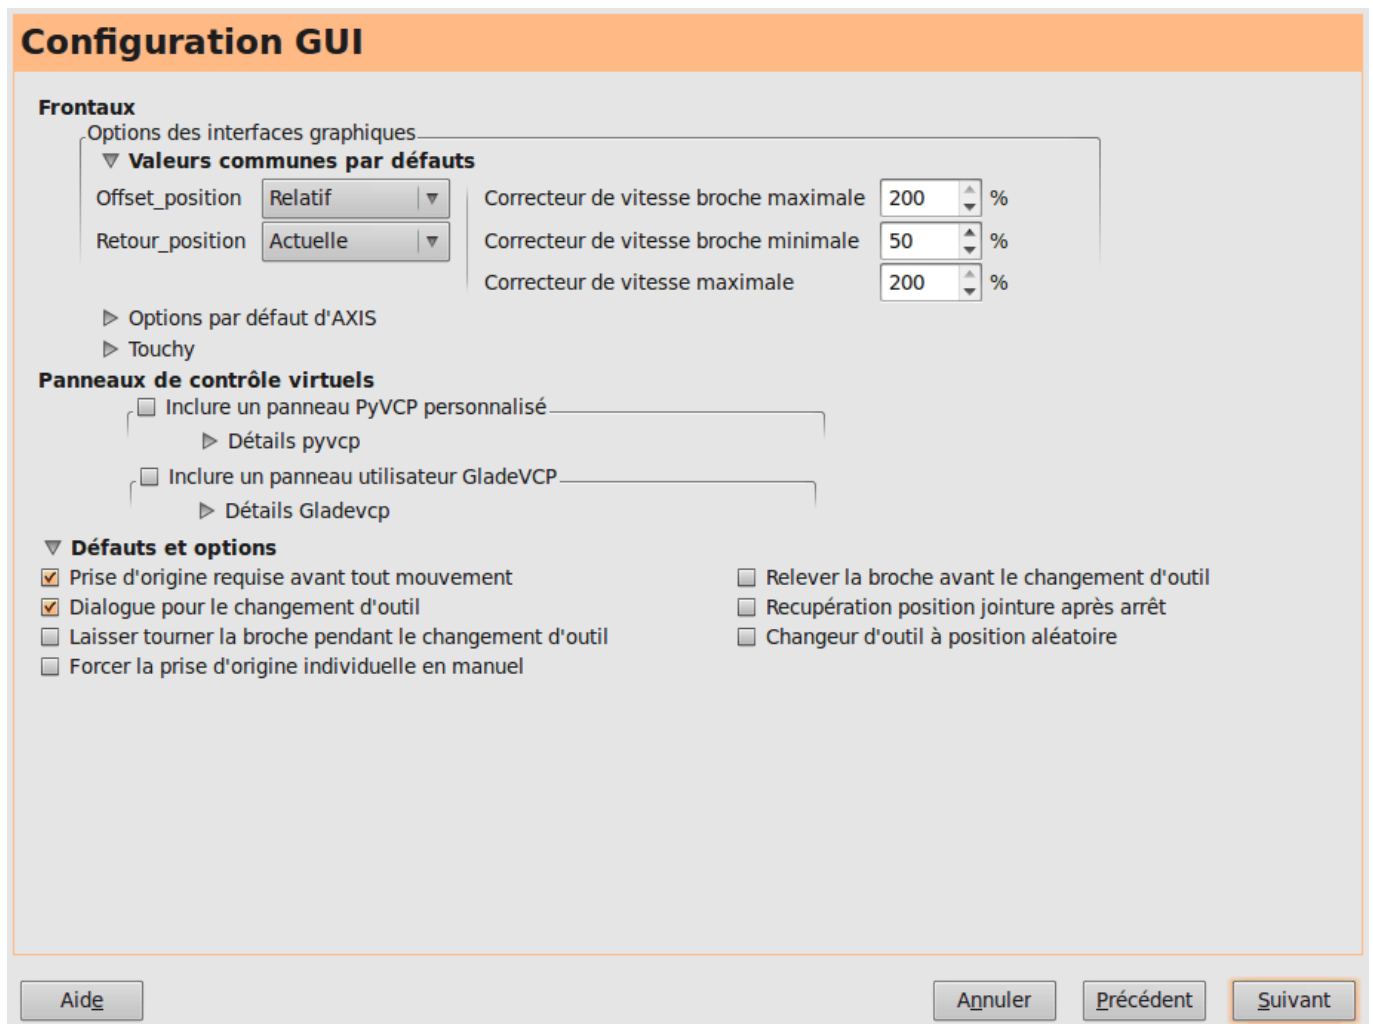 Configuration GUI
Frontaux
Options des interfaces graphiques
Valeurs communes par défauts
Offset_position Relatif Correcteur de vitesse broche maximale 200 %
Retour_position Actuelle Correcteur de vitesse broche minimale 50 %
Correcteur de vitesse maximale 200 %
Options par défaut d'AXIS
Touchy
Panneaux de contrôle virtuels
Inclure un panneau PyVCP personnalisé
Détails pyvcp
Inclure un panneau utilisateur GladeVCP
Détails Gladevcp
Défauts et options
Prise d'origine requise avant tout mouvement Relever la broche avant le changement d'outil
Dialogue pour le changement d'outil Recupération position jointure après arrêt
Laisser tourner la broche pendant le changement d'outil Changeur d'outil à position aléatoire
Forcer la prise d'origine individuelle en manuel
Aide Annuler Précédent Suivant